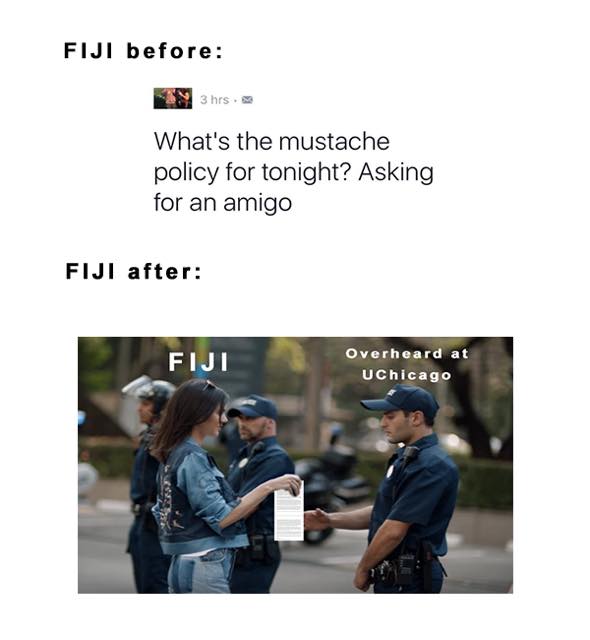 FIJI before:
3 hrs ·
What's the mustache
policy for tonight? Asking
for an amigo
FIJI after:
FIJI
Overheard at
UChicago